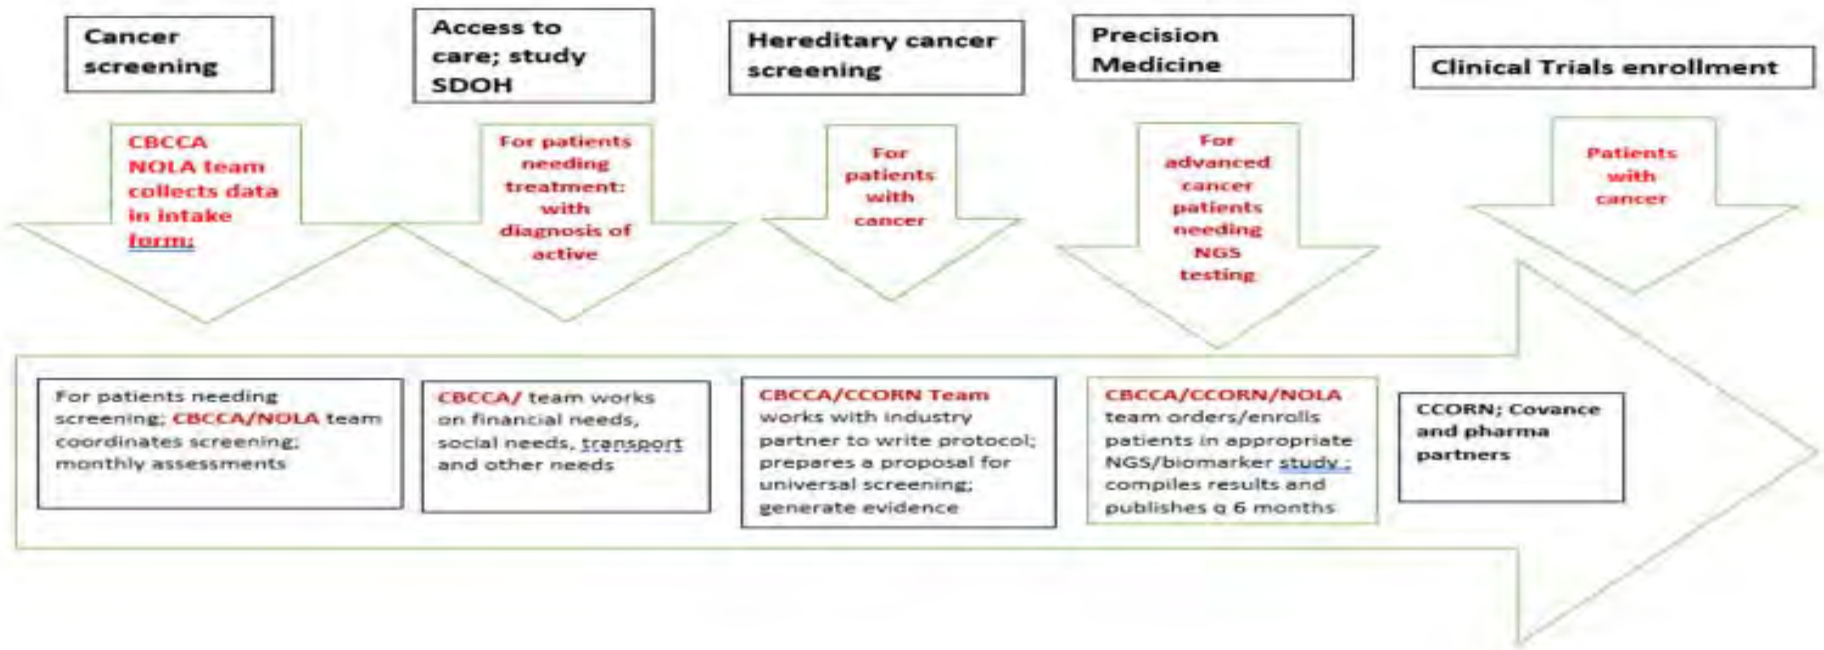 Cancer
screening
Access to
care; study
SDOH
Hereditary cancer
screening
Precision
Medicine
Clinical Trials enrollment
CBCCA
NOLA team
collects data
in intake
form;
For patients
needing
treatment:
with
diagnosis of
active
For
patients
with
cancer
For
advanced
cancer
patients
needing
NGS
testing
Patients
with
cancer
For patients needing
screening; CBCCA/NOLA team
coordinates screening;
monthly assessments
CBCCA/ team works
on financial needs,
social needs, transport
and other needs
CBCCA/CCORN Team
works with industry
partner to write protocol;
prepares a proposal for
universal screening;
generate evidence
CBCCA/CCORN/NOLA
team orders/enrolls
patients in appropriate
NGS/biomarker study ;
compiles results and
publishes q 6 months
CCORN; Covance
and pharma
partners